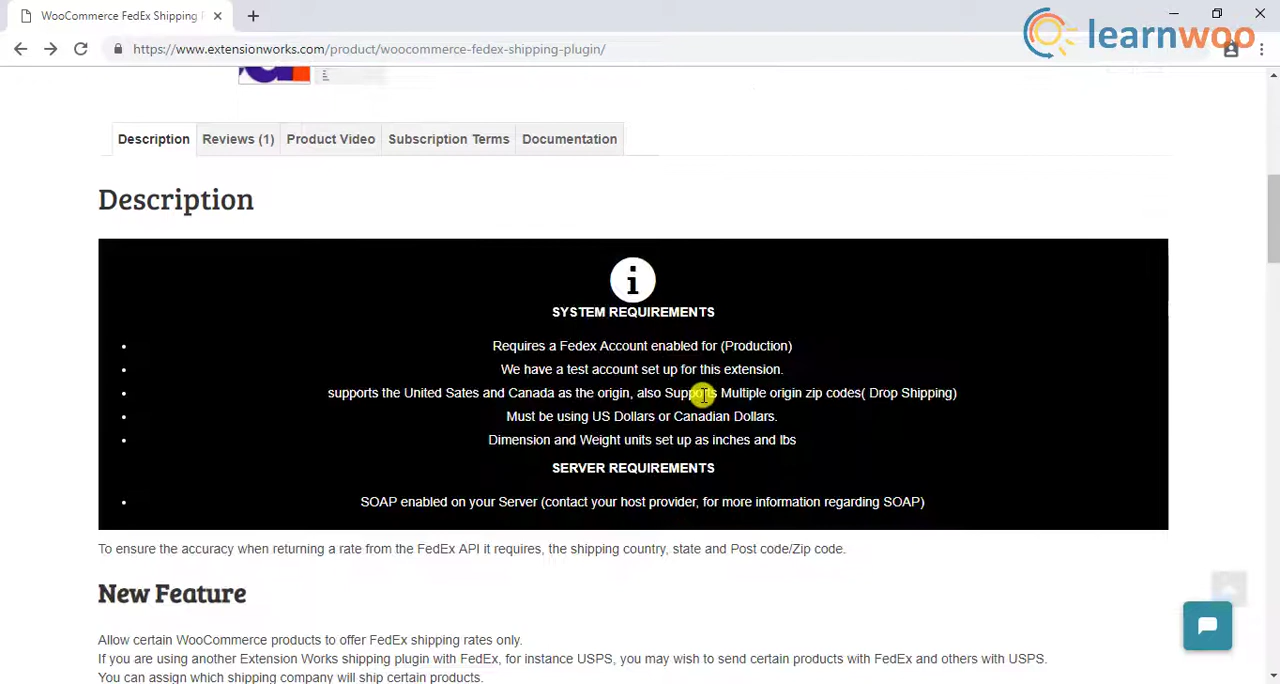 WooCommerce FedEx Shipping
learnwoo
https://www.extensionworks.com/product/woocommerce-fedex-shipping-plugin/
Description
Reviews (1)
Product Video
Subscription Terms
Documentation
Description
i
SYSTEM REQUIREMENTS
• Requires a Fedex Account enabled for (Production)
• We have a test account set up for this extension.
• supports the United Sates and Canada as the origin, also Supports Multiple origin zip codes( Drop Shipping)
• Must be using US Dollars or Canadian Dollars.
• Dimension and Weight units set up as inches and lbs
SERVER REQUIREMENTS
• SOAP enabled on your Server (contact your host provider, for more information regarding SOAP)
To ensure the accuracy when returning a rate from the FedEx API it requires, the shipping country, state and Post code/Zip code.
New Feature
Allow certain WooCommerce products to offer FedEx shipping rates only.
If you are using another Extension Works shipping plugin with FedEx, for instance USPS, you may wish to send certain products with FedEx and others with USPS.
You can assign which shipping company will ship certain products.